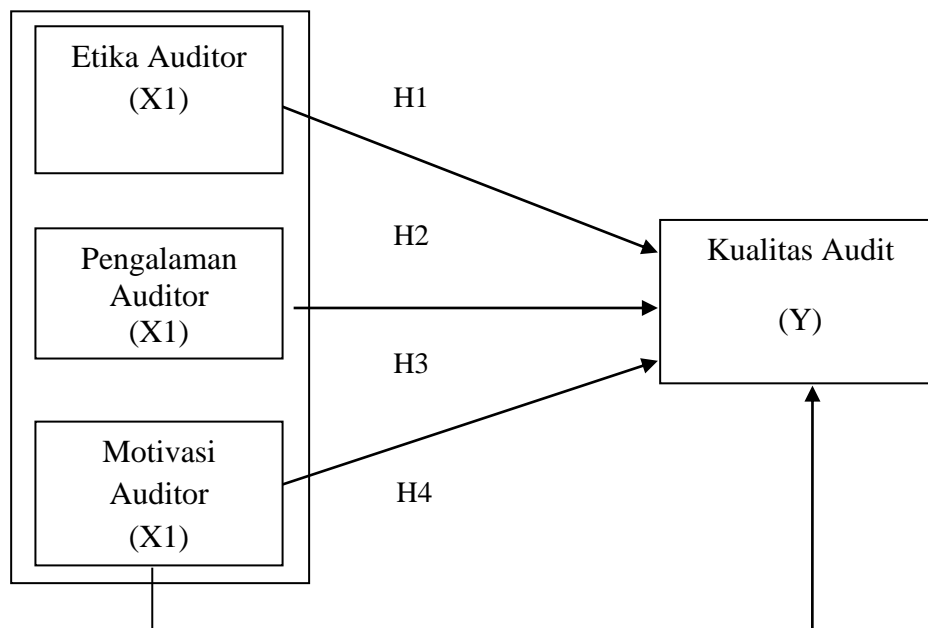 Etika Auditor
(X1)
H1
H2
Pengalaman
Auditor
(X1)
Kualitas Audit
(Y)
H3
Motivasi
Auditor
(X1)
H4